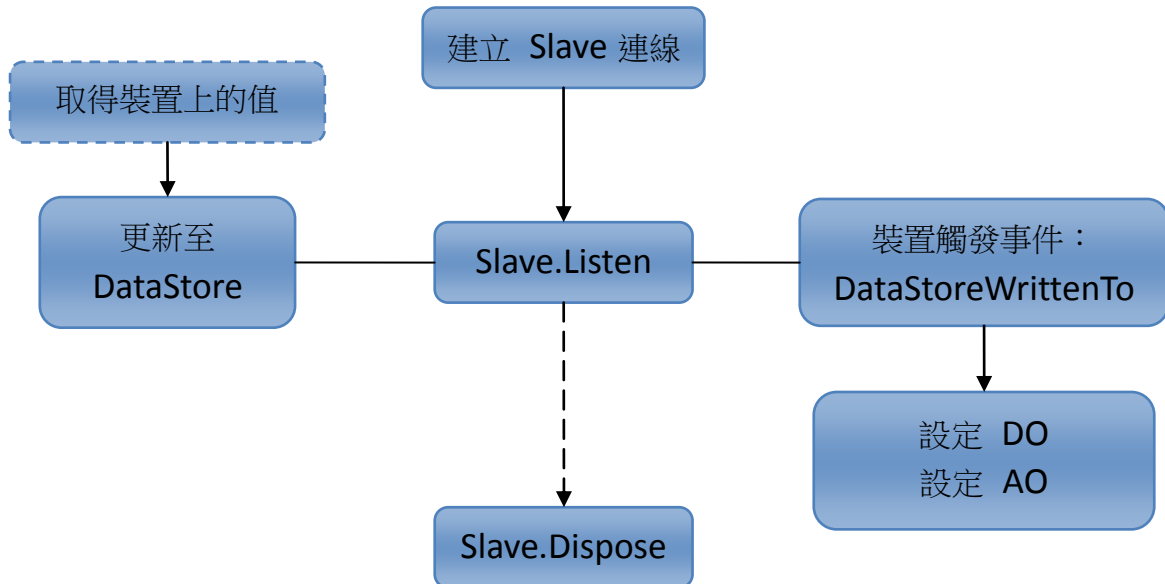 建立 Slave 連線
取得裝置上的值
更新至
DataStore
Slave.Listen
裝置觸發事件：
DataStoreWrittenTo
設定 DO
設定 AO
Slave.Dispose